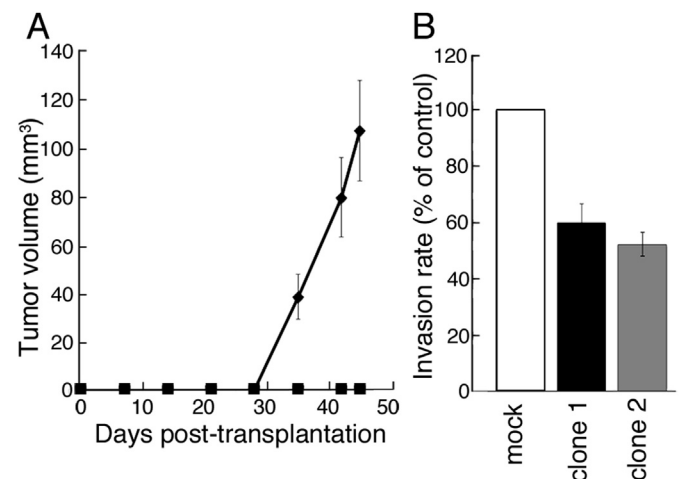 A
Tumor volume (mm³)
140
120
100
80
60
40
20
0
0 10 20 30 40 50
Days post-transplantation
B
Invasion rate (% of control)
120
100
80
60
40
20
0
mock
clone 1
clone 2